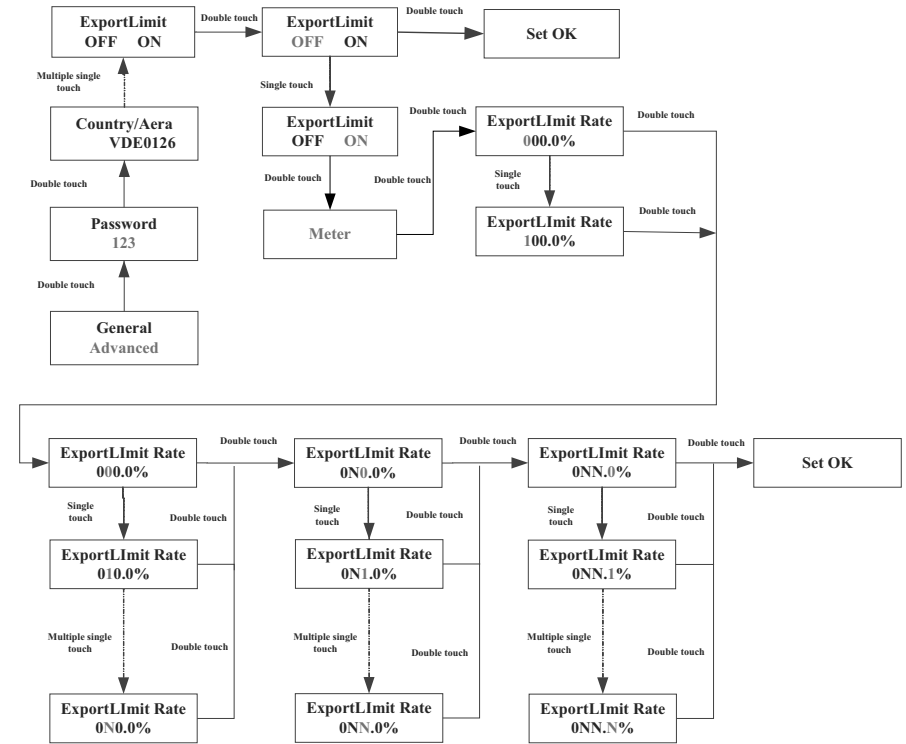 ExportLimit
OFF ON
Double touch
ExportLimit
OFF ON
Double touch
Set OK
Multiple single
touch
Single touch
Country/Aera
VDE0126
ExportLimit
OFF ON
Double touch
ExportLImit Rate
000.0%
Double touch
Double touch
Double touch
Double touch
Single
touch
Password
123
Meter
ExportLImit Rate
100.0%
Double touch
Double touch
General
Advanced
ExportLImit Rate
000.0%
Double touch
ExportLImit Rate
0N0.0%
Double touch
ExportLImit Rate
0NN.0%
Double touch
Set OK
Single
touch
Double touch
Single
touch
Double touch
Single
touch
Double touch
ExportLImit Rate
010.0%
ExportLImit Rate
0N1.0%
ExportLImit Rate
0NN.1%
Multiple single
touch
Double touch
Multiple single
touch
Double touch
Multiple single
touch
Double touch
ExportLImit Rate
0N0.0%
ExportLImit Rate
0NN.0%
ExportLImit Rate
0NN.N%